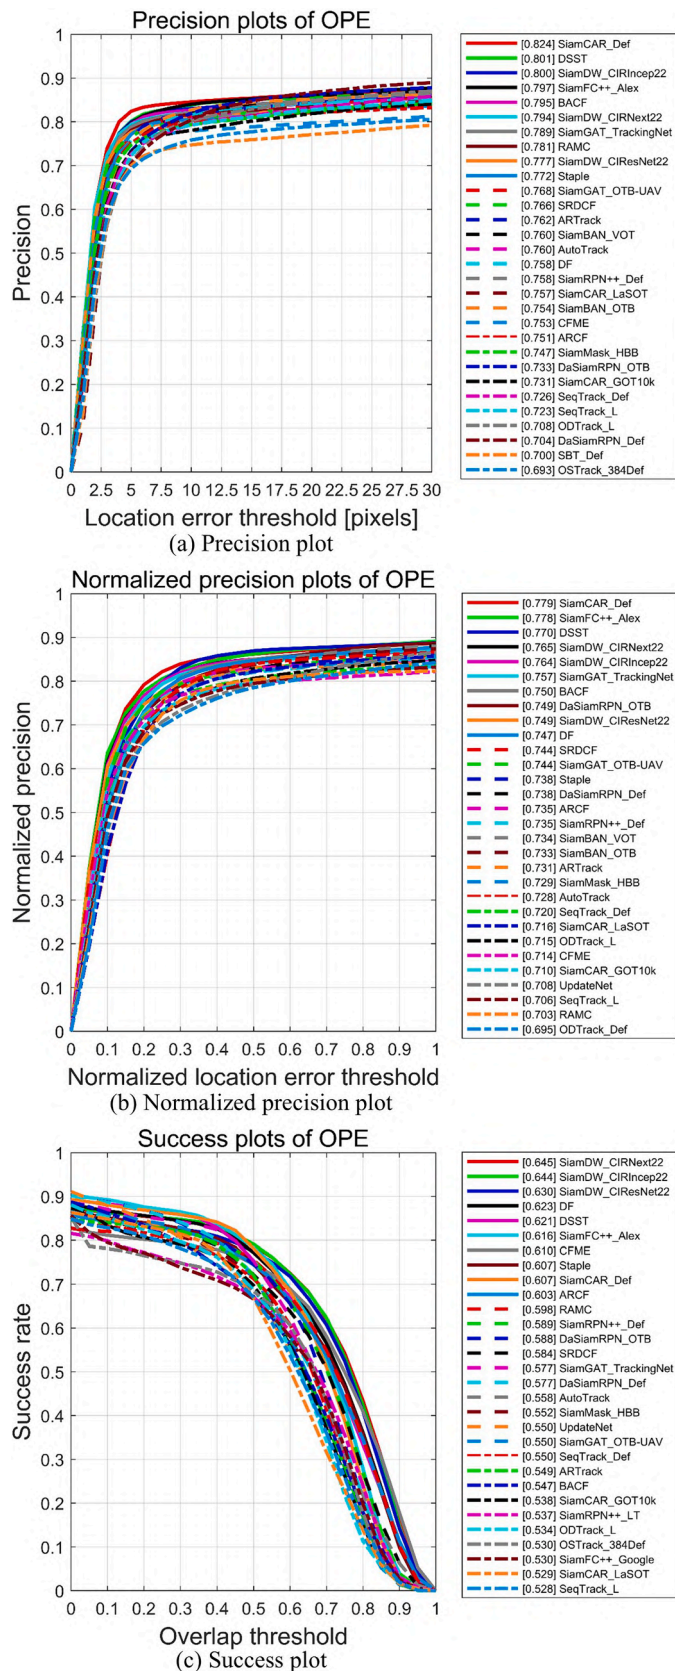 Precision plots of OPE
1
0.9
0.8
0.7
0.6
0.5
0.4
0.3
0.2
0.1
0
Precision
0 2.5 5 7.5 10 12.5 15 17.5 20 22.5 25 27.5 30
Location error threshold [pixels]
[0.824] SiamCAR_Def
[0.801] DSST
[0.800] SiamDW_CIRIncep22
[0.797] SiamFC++_Alex
[0.795] BACF
[0.794] SiamDW_CIRNext22
[0.789] SiamGAT_TrackingNet
[0.781] RAMC
[0.777] SiamDW_CIResNet22
[0.772] Staple
[0.768] SiamGAT_OTB-UAV
[0.766] SRDCF
[0.762] ARTrack
[0.760] SiamBAN_VOT
[0.760] AutoTrack
[0.758] DF
[0.758] SiamRPN++_Def
[0.757] SiamCAR_LaSOT
[0.754] SiamBAN_OTB
[0.753] CFME
[0.751] ARCF
[0.747] SiamMask_HBB
[0.733] DaSiamRPN_OTB
[0.731] SiamCAR_GOT10k
[0.726] SeqTrack_Def
[0.723] SeqTrack_L
[0.708] ODTrack_L
[0.704] DaSiamRPN_Def
[0.700] SBT_Def
[0.693] OSTrack_384Def
(a) Precision plot
Normalized precision plots of OPE
1
0.9
0.8
0.7
0.6
0.5
0.4
0.3
0.2
0.1
0
Normalized precision
0 0.1 0.2 0.3 0.4 0.5 0.6 0.7 0.8 0.9 1
Normalized location error threshold
[0.779] SiamCAR_Def
[0.778] SiamFC++_Alex
[0.770] DSST
[0.765] SiamDW_CIRNext22
[0.764] SiamDW_CIRIncep22
[0.757] SiamGAT_TrackingNet
[0.750] BACF
[0.749] DaSiamRPN_OTB
[0.749] SiamDW_CIResNet22
[0.747] DF
[0.744] SRDCF
[0.744] SiamGAT_OTB-UAV
[0.738] Staple
[0.738] DaSiamRPN_Def
[0.735] ARCF
[0.735] SiamRPN++_Def
[0.734] SiamBAN_VOT
[0.733] SiamBAN_OTB
[0.731] ARTrack
[0.729] SiamMask_HBB
[0.728] AutoTrack
[0.720] SeqTrack_Def
[0.716] SiamCAR_LaSOT
[0.715] ODTrack_L
[0.714] CFME
[0.710] SiamCAR_GOT10k
[0.708] UpdateNet
[0.706] SeqTrack_L
[0.703] RAMC
[0.695] ODTrack_Def
(b) Normalized precision plot
Success plots of OPE
1
0.9
0.8
0.7
0.6
0.5
0.4
0.3
0.2
0.1
0
Success rate
0 0.1 0.2 0.3 0.4 0.5 0.6 0.7 0.8 0.9 1
Overlap threshold
[0.645] SiamDW_CIRNext22
[0.644] SiamDW_CIRIncep22
[0.630] SiamDW_CIResNet22
[0.623] DF
[0.621] DSST
[0.616] SiamFC++_Alex
[0.610] CFME
[0.607] Staple
[0.607] SiamCAR_Def
[0.603] ARCF
[0.598] RAMC
[0.589] SiamRPN++_Def
[0.588] DaSiamRPN_OTB
[0.584] SRDCF
[0.577] SiamGAT_TrackingNet
[0.577] DaSiamRPN_Def
[0.558] AutoTrack
[0.552] SiamMask_HBB
[0.550] UpdateNet
[0.550] SiamGAT_OTB-UAV
[0.550] SeqTrack_Def
[0.549] ARTrack
[0.547] BACF
[0.538] SiamCAR_GOT10k
[0.537] SiamRPN++_LT
[0.534] ODTrack_L
[0.530] OSTrack_384Def
[0.530] SiamFC++_Google
[0.529] SiamCAR_LaSOT
[0.528] SeqTrack_L
(c) Success plot